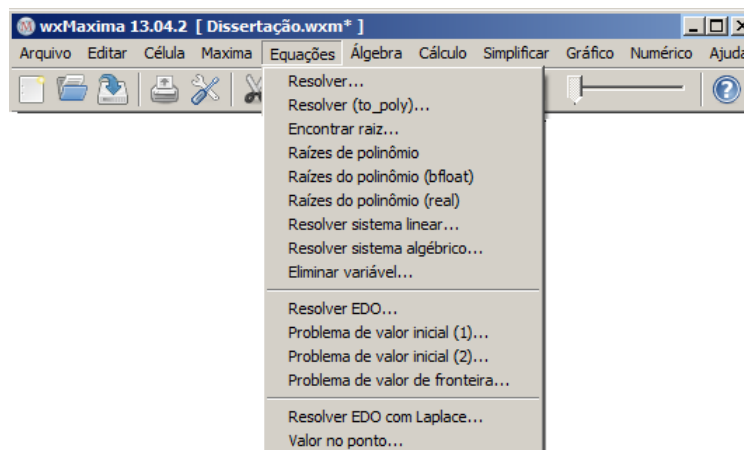 wxMaxima 13.04.2 [ Dissertação.wxm* ]
Arquivo Editar Célula Maxima Equações Álgebra Cálculo Simplificar Gráfico Numérico Ajuda
Resolver...
Resolver (to_poly)...
Encontrar raiz...
Raízes de polinômio
Raízes do polinômio (bfloat)
Raízes do polinômio (real)
Resolver sistema linear...
Resolver sistema algébrico...
Eliminar variável...
Resolver EDO...
Problema de valor inicial (1)...
Problema de valor inicial (2)...
Problema de valor de fronteira...
Resolver EDO com Laplace...
Valor no ponto...